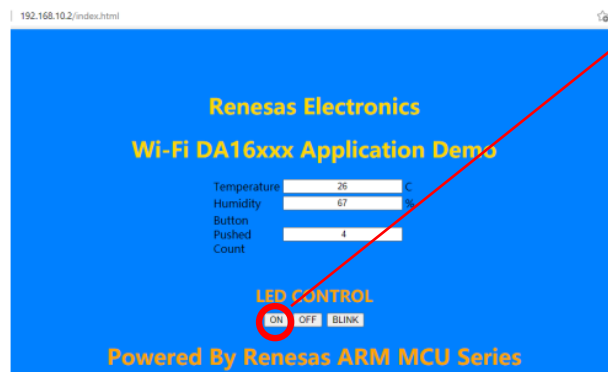 192.168.10.2/index.html
Renesas Electronics
Wi-Fi DA16xxx Application Demo
Temperature 26 C
Humidity 67 %
Button
Pushed 4
Count
LED CONTROL
ON OFF BLINK
Powered By Renesas ARM MCU Series